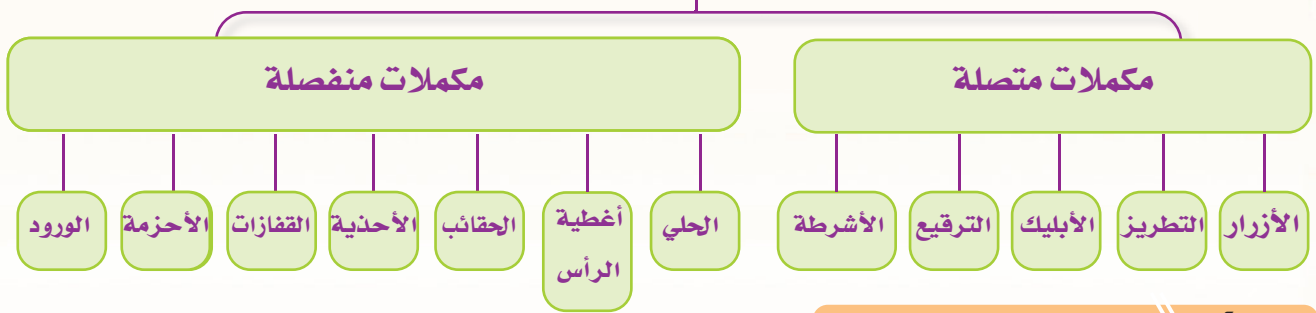 مكملات متصلة
مكملات منفصلة
الأزرار
التطريز
الأبليك
الترقيع
الأشرطة
الحلي
أغطية
الرأس
الحقائب
الأحذية
القفازات
الأحزمة
الورود